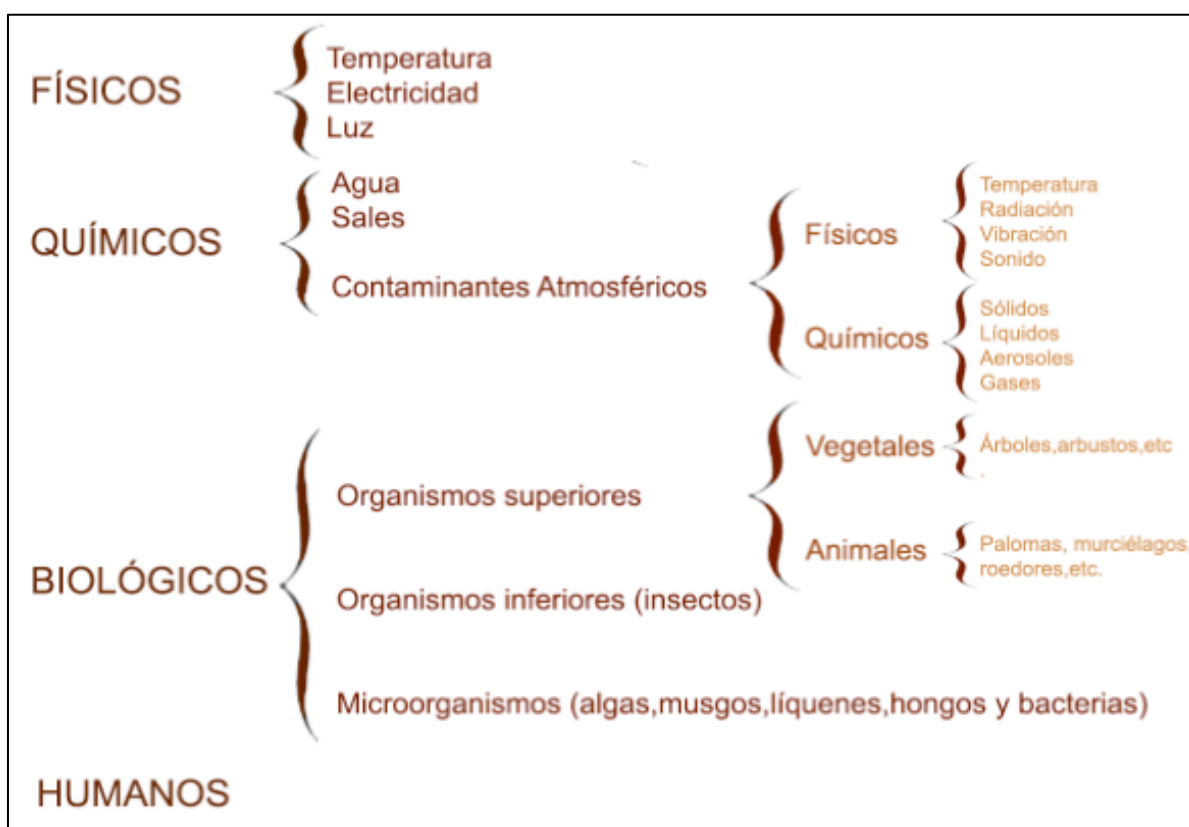 FÍSICOS
Temperatura
Electricidad
Luz
QUÍMICOS
Agua
Sales
Contaminantes Atmosféricos
Físicos
Temperatura
Radiación
Vibración
Sonido
Químicos
Sólidos
Líquidos
Aerosoles
Gases
BIOLÓGICOS
Organismos superiores
Vegetales
Árboles,arbustos,etc
.
Animales
Palomas, murciélagos,
roedores,etc.
Organismos inferiores (insectos)
Microorganismos (algas,musgos,líquenes,hongos y bacterias)
HUMANOS